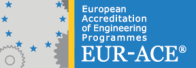 European
Accreditation
of Engineering
Programmes
EUR-ACE®